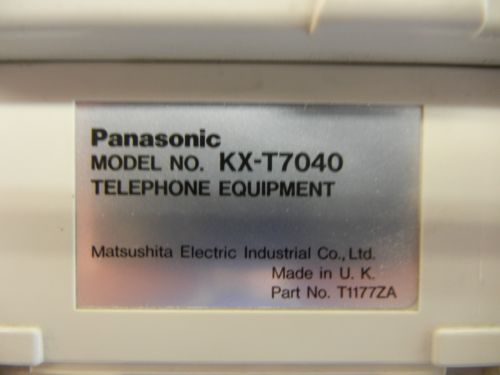 Panasonic
MODEL NO. KX-T7040
TELEPHONE EQUIPMENT
Matsushita Electric Industrial Co., Ltd.
Made in U. K.
Part No. T1177ZA